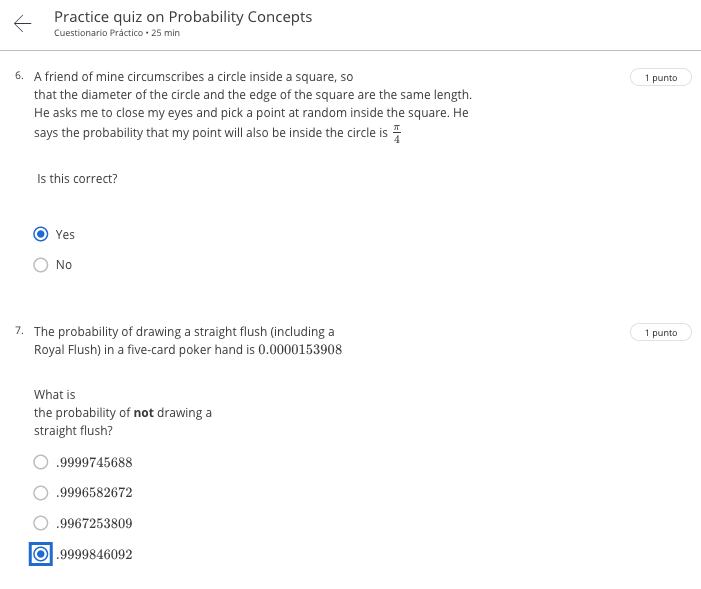 Practice quiz on Probability Concepts
Cuestionario Práctico • 25 min
6. A friend of mine circumscribes a circle inside a square, so
1 punto
that the diameter of the circle and the edge of the square are the same length.
He asks me to close my eyes and pick a point at random inside the square. He
says the probability that my point will also be inside the circle is π/4
Is this correct?
Yes
No
7. The probability of drawing a straight flush (including a
1 punto
Royal Flush) in a five-card poker hand is 0.0000153908
What is
the probability of not drawing a
straight flush?
.9999745688
.9996582672
.9967253809
.9999846092